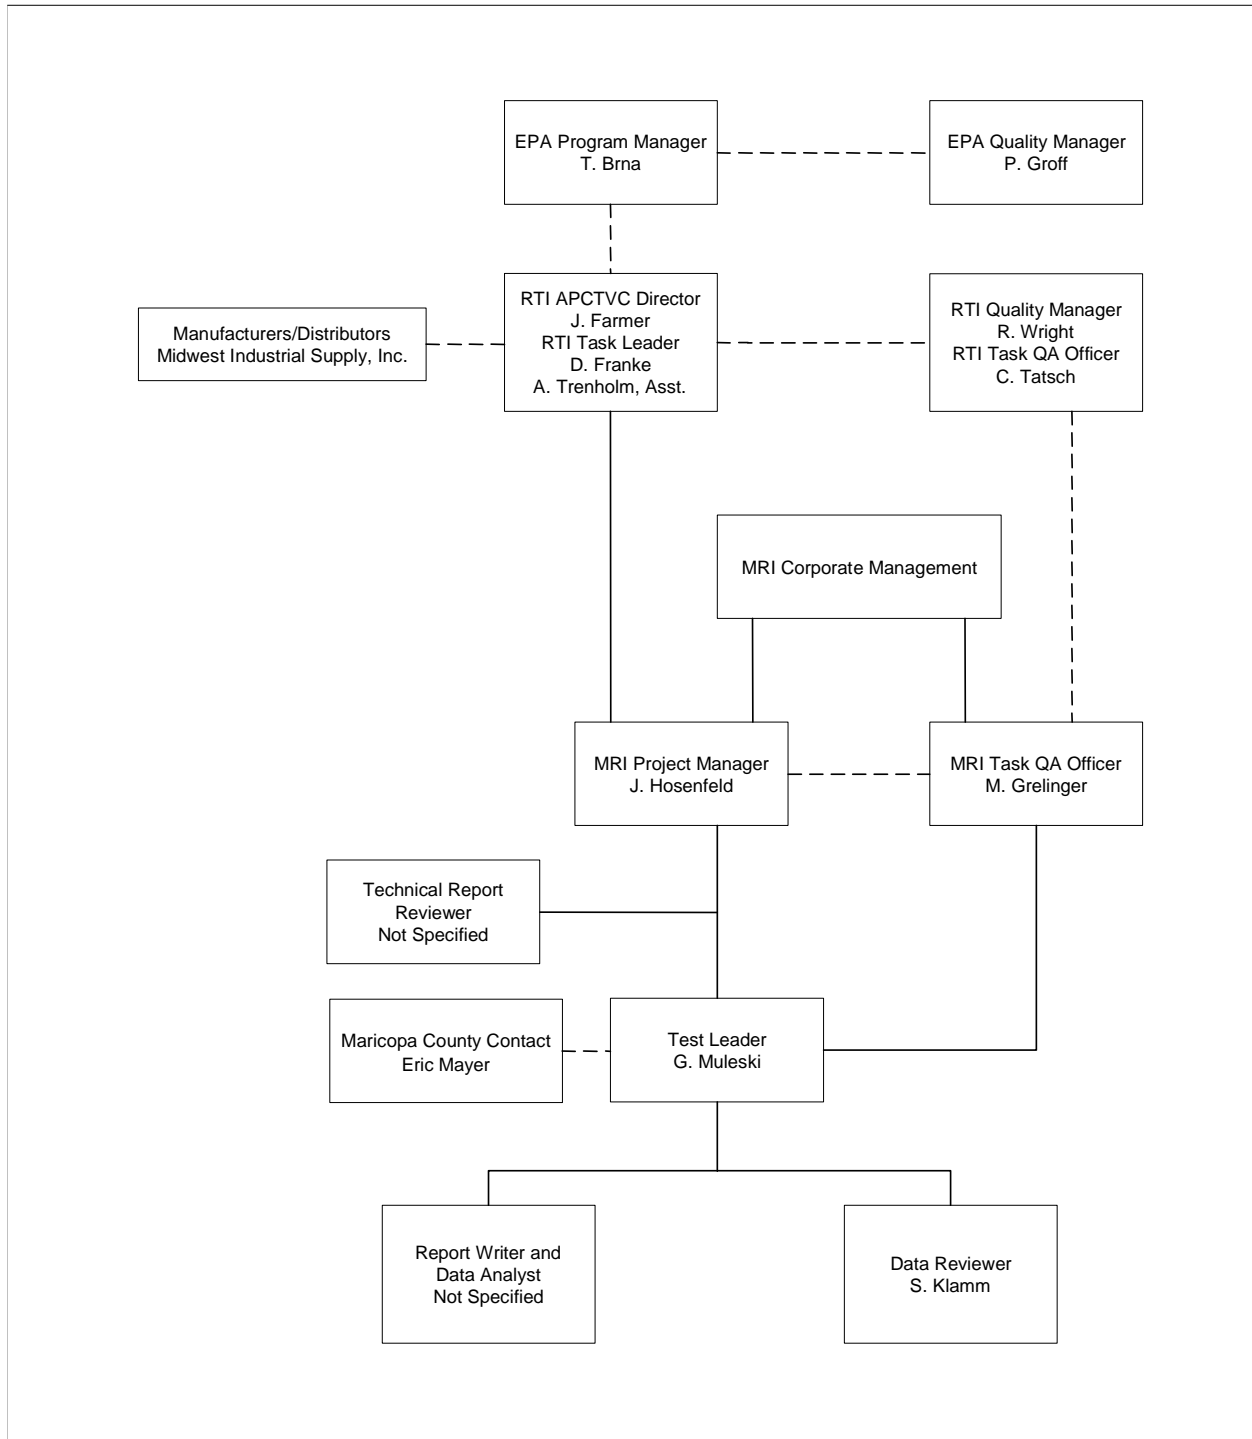 EPA Program Manager
T. Brna
EPA Quality Manager
P. Groff
Manufacturers/Distributors
Midwest Industrial Supply, Inc.
RTI APCTVC Director
J. Farmer
RTI Task Leader
D. Franke
A. Trenholm, Asst.
RTI Quality Manager
R. Wright
RTI Task QA Officer
C. Tatsch
MRI Corporate Management
MRI Project Manager
J. Hosenfeld
MRI Task QA Officer
M. Grelinger
Technical Report
Reviewer
Not Specified
Maricopa County Contact
Eric Mayer
Test Leader
G. Muleski
Report Writer and
Data Analyst
Not Specified
Data Reviewer
S. Klamm